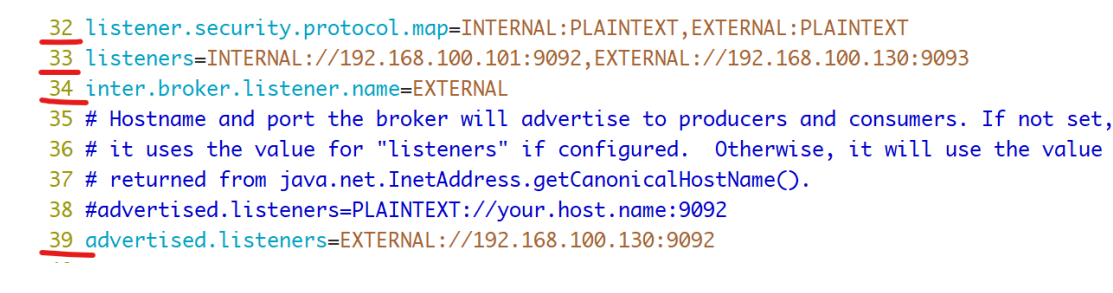 32 listener.security.protocol.map=INTERNAL:PLAINTEXT,EXTERNAL:PLAINTEXT
33 listeners=INTERNAL://192.168.100.101:9092,EXTERNAL://192.168.100.130:9093
34 inter.broker.listener.name=EXTERNAL
35 # Hostname and port the broker will advertise to producers and consumers. If not set,
36 # it uses the value for "listeners" if configured.  Otherwise, it will use the value
37 # returned from java.net.InetAddress.getCanonicalHostName().
38 #advertised.listeners=PLAINTEXT://your.host.name:9092
39 advertised.listeners=EXTERNAL://192.168.100.130:9092